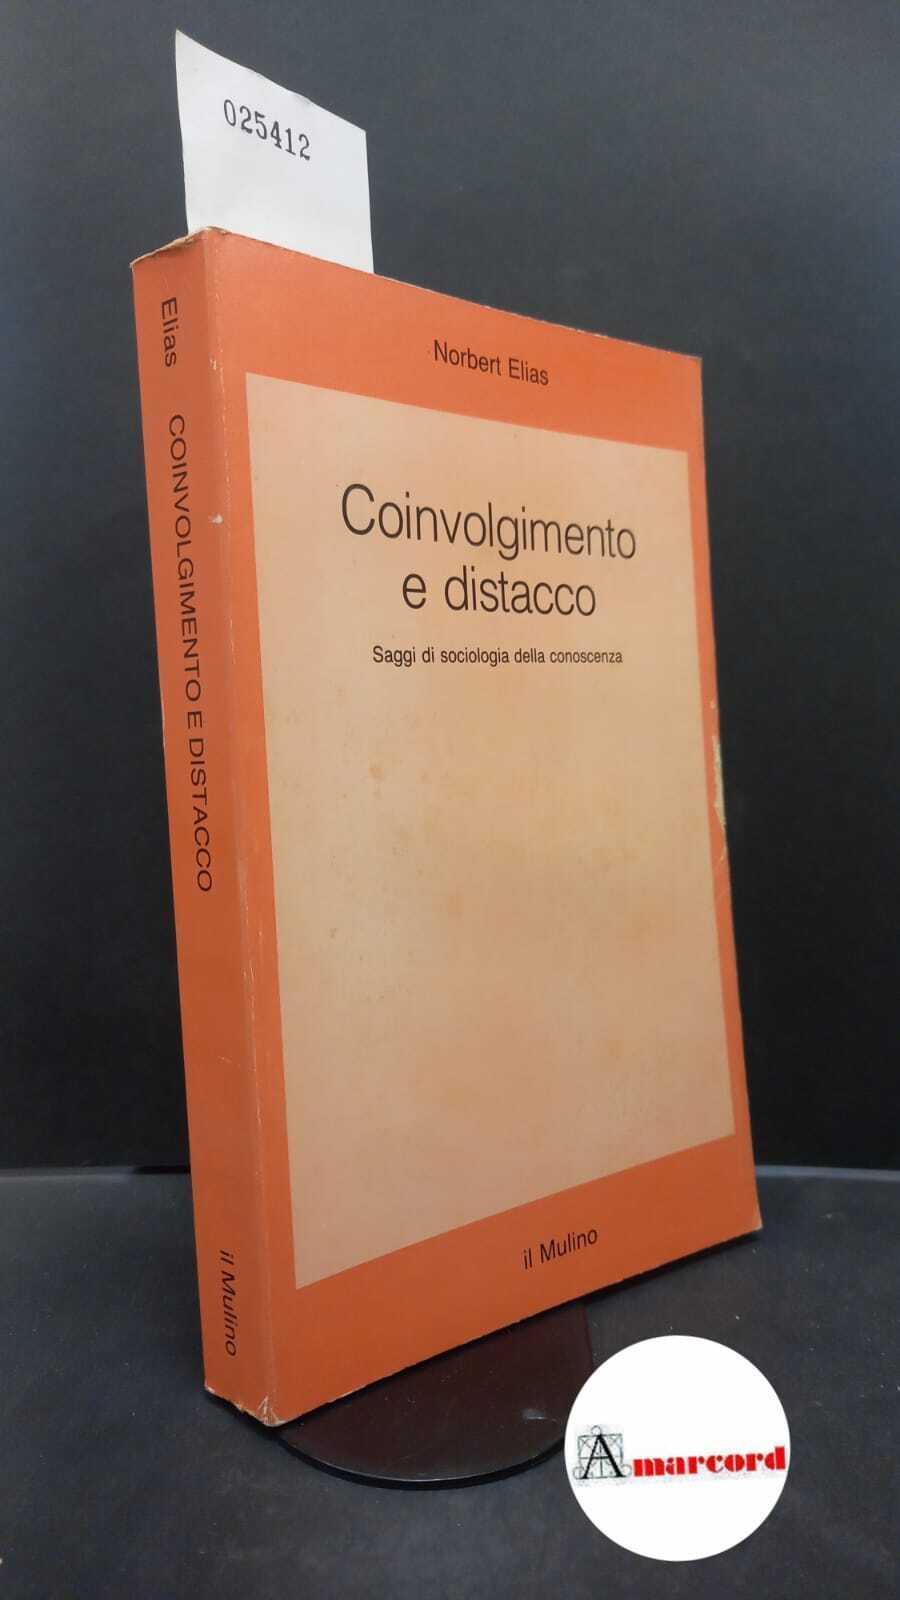 025412
Norbert Elias
Coinvolgimento
e distacco
Saggi di sociologia della conoscenza
il Mulino
Elias COINVOLGIMENTO E DISTACCO il Mulino
Amarcord